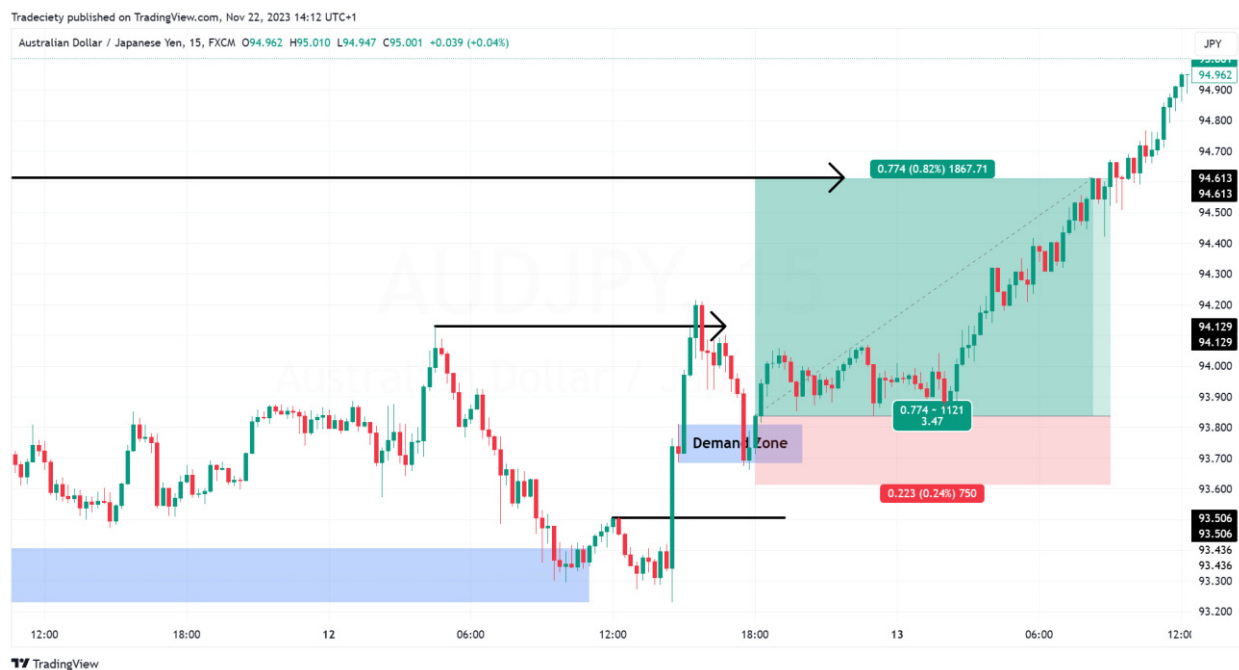 Tradeciety published on TradingView.com, Nov 22, 2023 14:12 UTC+1
Australian Dollar / Japanese Yen, 15, FXCM O94.962 H95.010 L94.947 C95.001 +0.039 (+0.04%)
JPY
94.962
94.900
94.800
94.700
0.774 (0.82%) 1867.71
94.613
94.613
94.500
94.400
AUDJPY, 15
94.300
94.200
94.129
94.129
Australian Dollar /
94.000
93.900
0.774 ~ 1121
3.47
93.800
Demand Zone
93.700
93.600
0.223 (0.24%) 750
93.506
93.506
93.436
93.436
93.300
93.200
12:00 18:00 12 06:00 12:00 18:00 13 06:00 12:00
TradingView